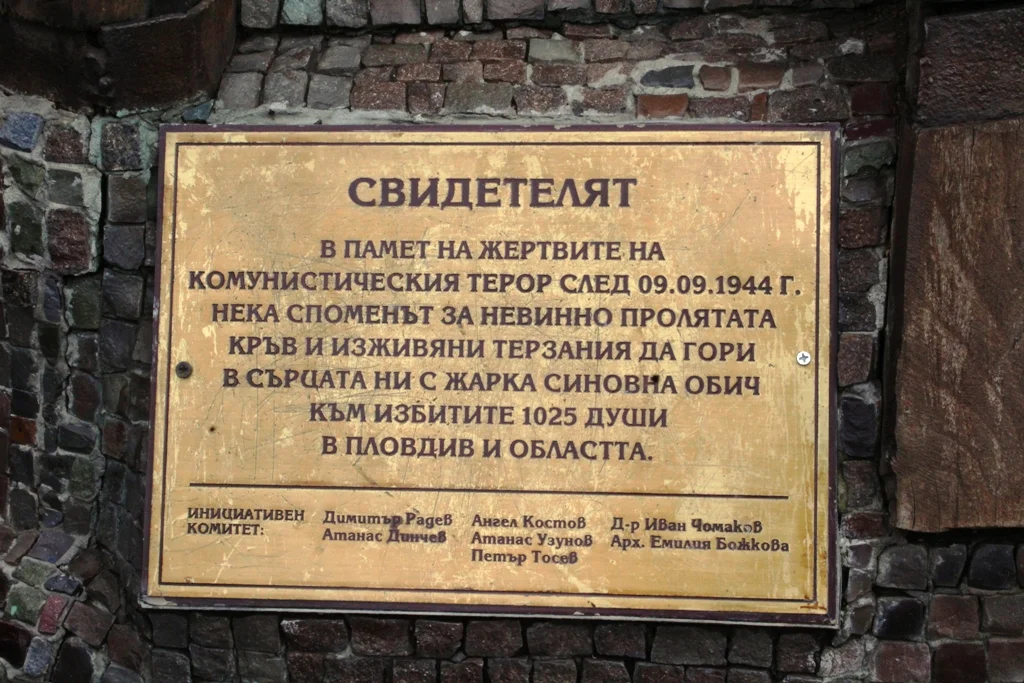 СВИДЕТЕЛЯТ
В ПАМЕТ НА ЖЕРТВИТЕ НА
КОМУНИСТИЧЕСКИЯ ТЕРОР СЛЕД 09.09.1944 Г.
НЕКА СПОМЕНЪТ ЗА НЕВИННО ПРОЛЯТАТА
КРЪВ И ИЗЖИВЯНИ ТЕРЗАНИЯ ДА ГОРИ
В СЪРЦАТА НИ С ЖАРКА СИНОВНА ОБИЧ
КЪМ ИЗБИТИТЕ 1025 ДУШИ
В ПЛОВДИВ И ОБЛАСТТА.
ИНИЦИАТИВЕН
КОМИТЕТ:
Димитър Радев
Атанас Динчев
Ангел Костов
Атанас Узунов
Петър Тосев
Д-р Иван Чомаков
Арх. Емилия Божкова